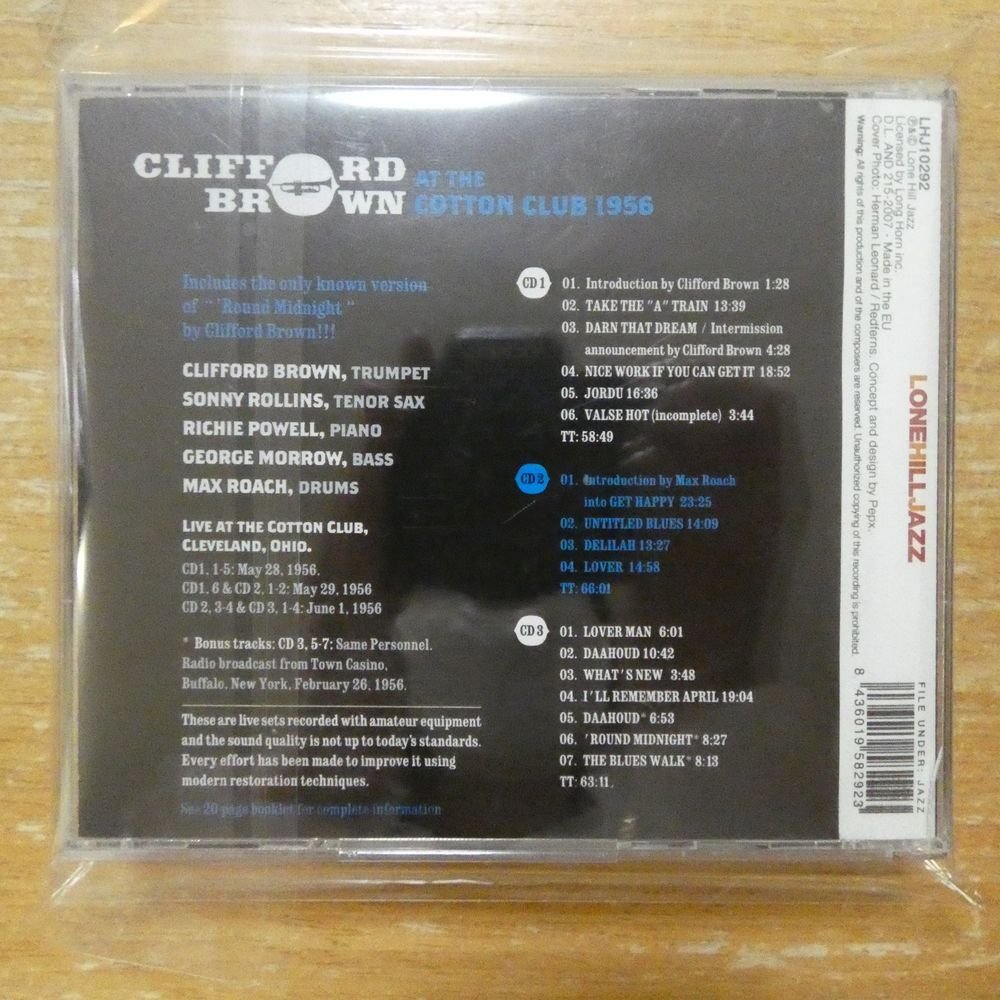 CLIFFORD
BROWN
AT THE
COTTON CLUB 1956
Includes the only known version
of " 'Round Midnight "
by Clifford Brown!!!
CLIFFORD BROWN, TRUMPET
SONNY ROLLINS, TENOR SAX
RICHIE POWELL, PIANO
GEORGE MORROW, BASS
MAX ROACH, DRUMS
LIVE AT THE COTTON CLUB,
CLEVELAND, OHIO.
CD1, 1-5: May 28, 1956.
CD1, 6 & CD 2, 1-2: May 29, 1956
CD 2, 3-4 & CD 3, 1-4: June 1, 1956
* Bonus tracks: CD 3, 5-7: Same Personnel.
Radio broadcast from Town Casino,
Buffalo, New York, February 26, 1956.
These are live sets recorded with amateur equipment
and the sound quality is not up to today's standards.
Every effort has been made to improve it using
modern restoration techniques.
See 20 page booklet for complete information
CD 1
01. Introduction by Clifford Brown 1:28
02. TAKE THE "A" TRAIN 13:39
03. DARN THAT DREAM / Intermission
announcement by Clifford Brown 4:28
04. NICE WORK IF YOU CAN GET IT 18:52
05. JORDU 16:36
06. VALSE HOT (incomplete) 3:44
TT: 58:49
CD 2
01. Introduction by Max Roach
into GET HAPPY 23:25
02. UNTITLED BLUES 14:09
03. DELILAH 13:27
04. LOVER 14:58
TT: 66:01
CD 3
01. LOVER MAN 6:01
02. DAAHOUD 10:42
03. WHAT'S NEW 3:48
04. I'LL REMEMBER APRIL 19:04
05. DAAHOUD* 6:53
06. 'ROUND MIDNIGHT* 8:27
07. THE BLUES WALK* 8:13
TT: 63:11
LHJ10292
℗&© Lone Hill Jazz
Licensed by Long Horn inc.
D.L. AND 215-2007 - Made in the EU
Cover Photo: Herman Leonard / Redferns. Concept and design by Pepx.
Warning: All rights of this production and of the composers are reserved. Unauthorized copying of this recording is prohibited.
LONEHILLJAZZ
FILE UNDER: JAZZ
8 436019 582923